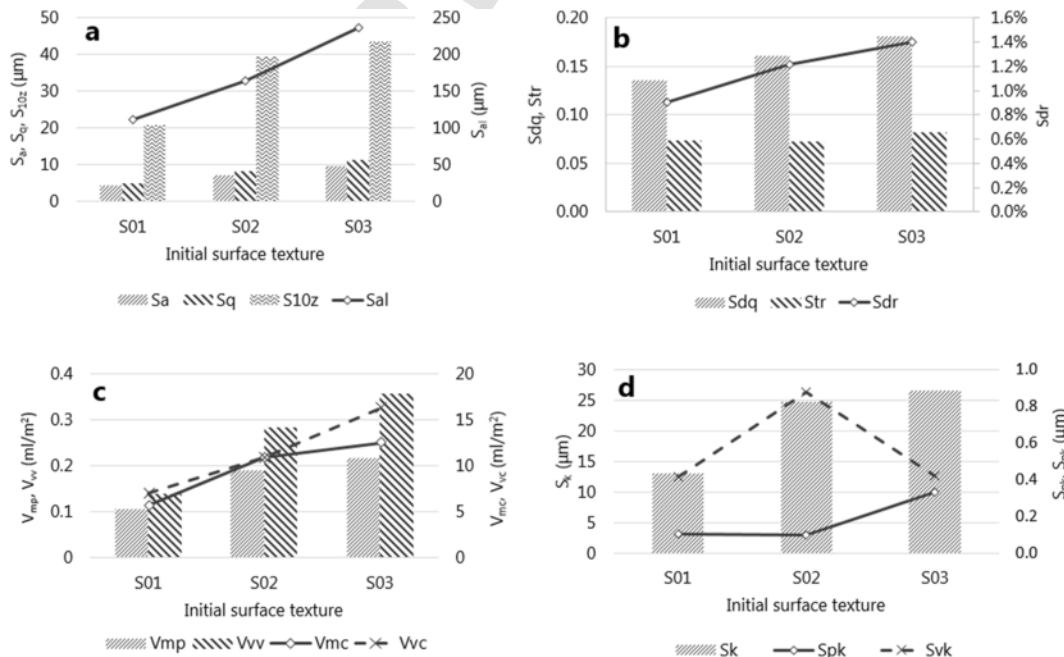 a
50
40
30
20
10
0
Sa, Sq, S10z (µm)
250
200
150
100
50
0
Sal (µm)
S01 S02 S03
Initial surface texture
Sa Sq S10z Sal
b
0.20
0.15
0.10
0.05
0.00
Sdq, Str
1.6%
1.4%
1.2%
1.0%
0.8%
0.6%
0.4%
0.2%
0.0%
Sdr
S01 S02 S03
Initial surface texture
Sdq Str Sdr
c
0.4
0.3
0.2
0.1
0
Vmp, Vvv (ml/m²)
20
15
10
5
0
Vmc, Vvc (ml/m²)
S01 S02 S03
Initial surface texture
Vmp Vvv Vmc Vvc
d
30
25
20
15
10
5
0
Sk (µm)
1.0
0.8
0.6
0.4
0.2
0.0
(µm)
S01 S02 S03
Initial surface texture
Sk Spk Svk